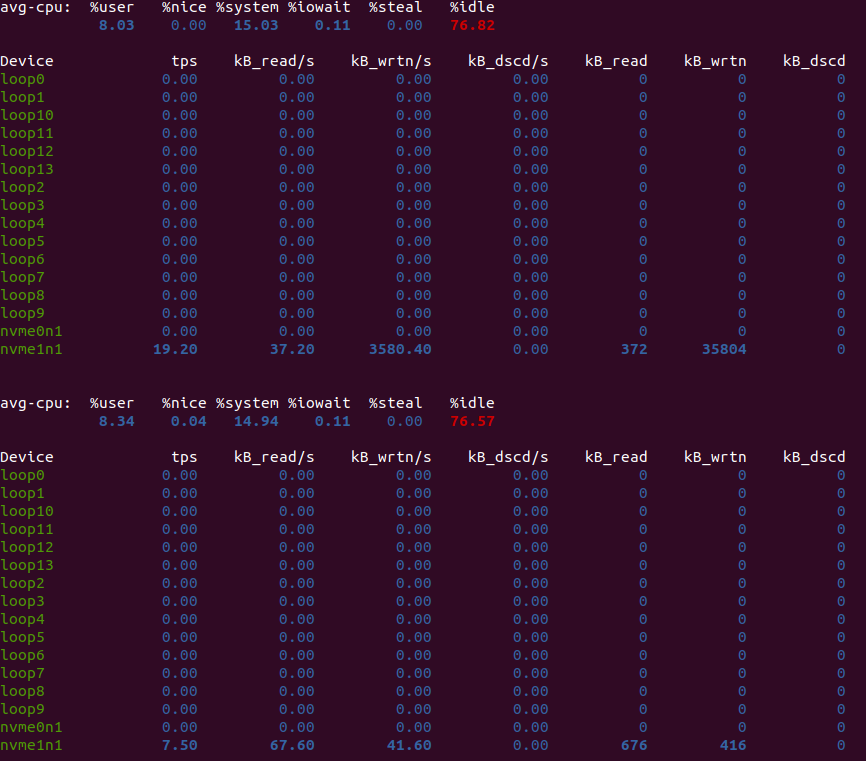 avg-cpu:  %user   %nice %system %iowait  %steal   %idle
           8.03    0.00   15.03    0.11    0.00   76.82
Device             tps    kB_read/s    kB_wrtn/s    kB_dscd/s    kB_read    kB_wrtn    kB_dscd
loop0             0.00         0.00         0.00         0.00          0          0          0
loop1             0.00         0.00         0.00         0.00          0          0          0
loop10            0.00         0.00         0.00         0.00          0          0          0
loop11            0.00         0.00         0.00         0.00          0          0          0
loop12            0.00         0.00         0.00         0.00          0          0          0
loop13            0.00         0.00         0.00         0.00          0          0          0
loop2             0.00         0.00         0.00         0.00          0          0          0
loop3             0.00         0.00         0.00         0.00          0          0          0
loop4             0.00         0.00         0.00         0.00          0          0          0
loop5             0.00         0.00         0.00         0.00          0          0          0
loop6             0.00         0.00         0.00         0.00          0          0          0
loop7             0.00         0.00         0.00         0.00          0          0          0
loop8             0.00         0.00         0.00         0.00          0          0          0
loop9             0.00         0.00         0.00         0.00          0          0          0
nvme0n1           0.00         0.00         0.00         0.00          0          0          0
nvme1n1          19.20        37.20      3580.40         0.00        372      35804          0
avg-cpu:  %user   %nice %system %iowait  %steal   %idle
           8.34    0.04   14.94    0.11    0.00   76.57
Device             tps    kB_read/s    kB_wrtn/s    kB_dscd/s    kB_read    kB_wrtn    kB_dscd
loop0             0.00         0.00         0.00         0.00          0          0          0
loop1             0.00         0.00         0.00         0.00          0          0          0
loop10            0.00         0.00         0.00         0.00          0          0          0
loop11            0.00         0.00         0.00         0.00          0          0          0
loop12            0.00         0.00         0.00         0.00          0          0          0
loop13            0.00         0.00         0.00         0.00          0          0          0
loop2             0.00         0.00         0.00         0.00          0          0          0
loop3             0.00         0.00         0.00         0.00          0          0          0
loop4             0.00         0.00         0.00         0.00          0          0          0
loop5             0.00         0.00         0.00         0.00          0          0          0
loop6             0.00         0.00         0.00         0.00          0          0          0
loop7             0.00         0.00         0.00         0.00          0          0          0
loop8             0.00         0.00         0.00         0.00          0          0          0
loop9             0.00         0.00         0.00         0.00          0          0          0
nvme0n1           0.00         0.00         0.00         0.00          0          0          0
nvme1n1           7.50        67.60        41.60         0.00        676        416          0